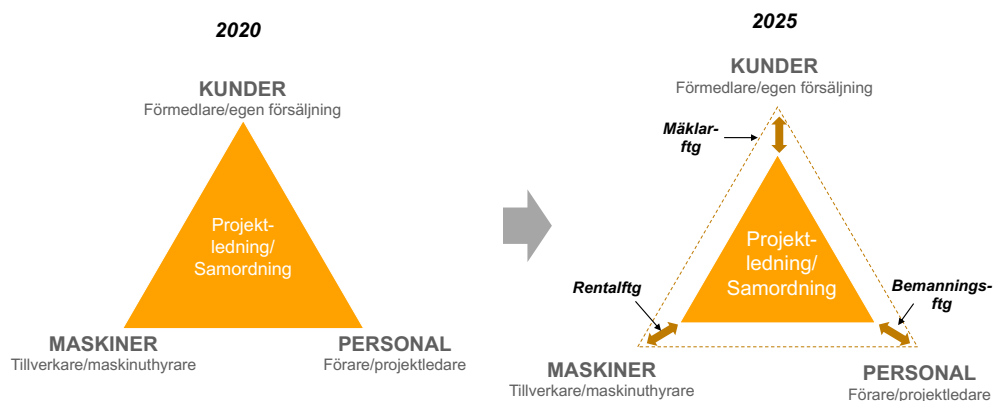 2020
KUNDER
Förmedlare/egen försäljning
Projekt-
ledning/
Samordning
MASKINER
Tillverkare/maskinuthyrare
PERSONAL
Förare/projektledare
2025
KUNDER
Förmedlare/egen försäljning
Mäklar-
ftg
Projekt-
ledning/
Samordning
Rentalftg
Bemannings-
ftg
MASKINER
Tillverkare/maskinuthyrare
PERSONAL
Förare/projektledare